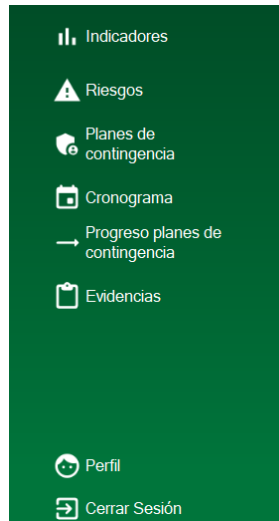 Indicadores
Riesgos
Planes de
contingencia
Cronograma
Progreso planes de
contingencia
Evidencias
Perfil
Cerrar Sesión